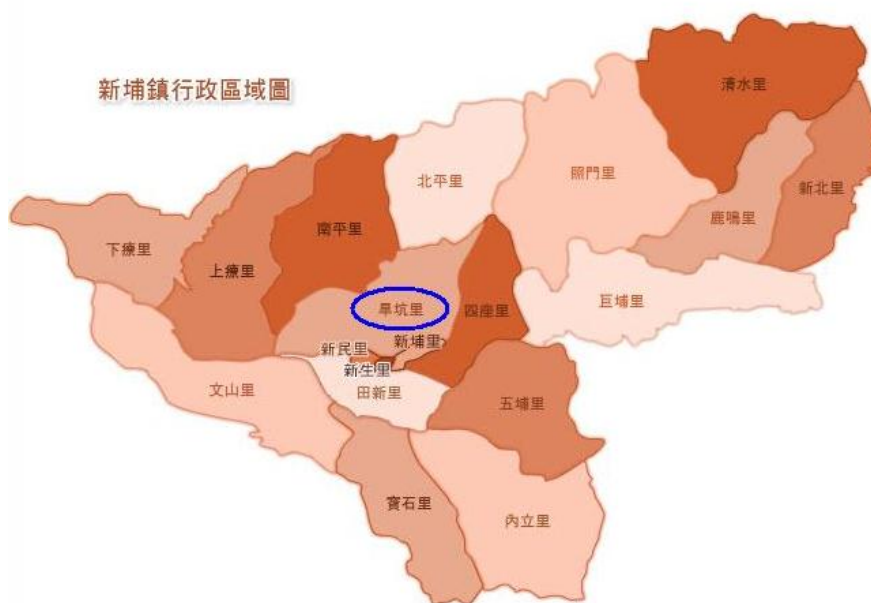 新埔鎮行政區域圖
清水里
北平里
照門里
新北里
鹿鳴里
南平里
下寮里
上寮里
旱坑里
四座里
巨埔里
新埔里
新民里
新生里
田新里
文山里
五埔里
寶石里
內立里